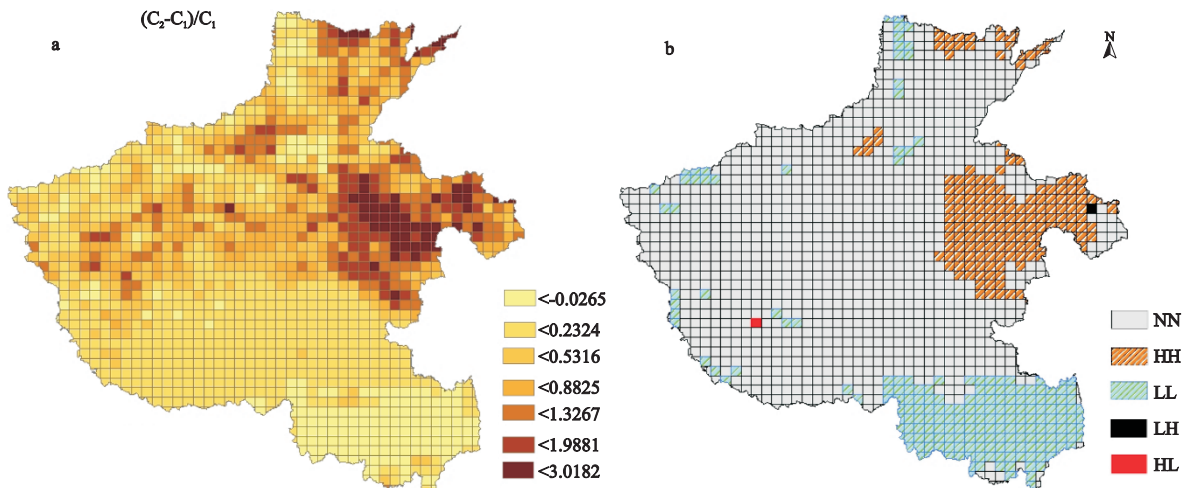 (C₂-C₁)/C₁
a
b
N
<-0.0265
<0.2324
<0.5316
<0.8825
<1.3267
<1.9881
<3.0182
NN
HH
LL
LH
HL